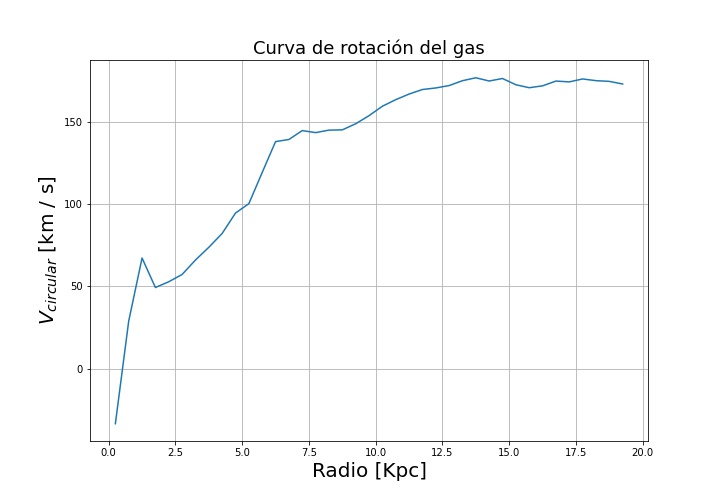 Curva de rotación del gas
V_circular [km / s]
150
100
50
0
0.0 2.5 5.0 7.5 10.0 12.5 15.0 17.5 20.0
Radio [Kpc]